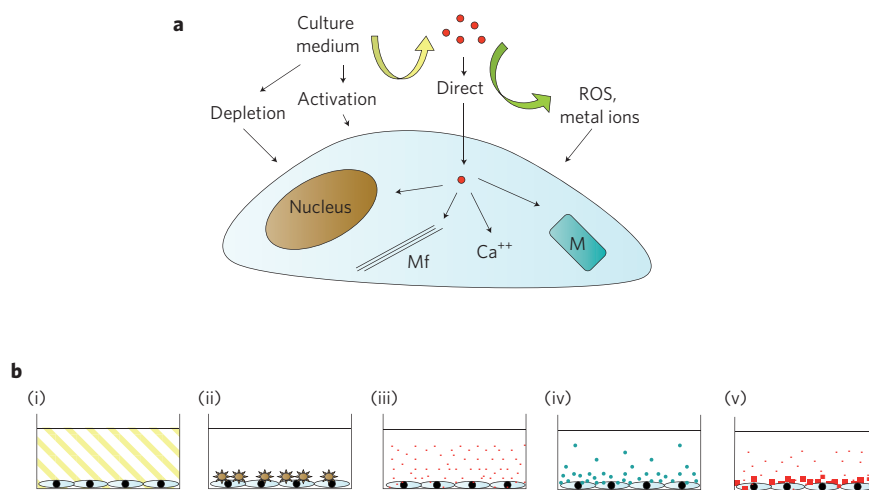 a
Culture
medium
Depletion
Activation
Direct
ROS,
metal ions
Nucleus
Mf
Ca++
M
b
(i)
(ii)
(iii)
(iv)
(v)